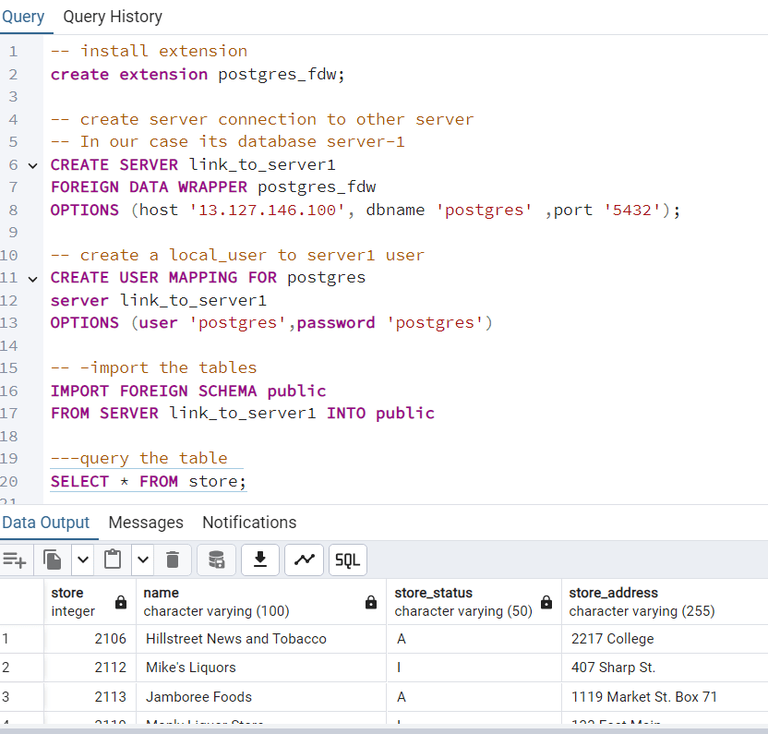 Query Query History
1 -- install extension
2 create extension postgres_fdw;
3
4 -- create server connection to other server
5 -- In our case its database server-1
6 CREATE SERVER link_to_server1
7 FOREIGN DATA WRAPPER postgres_fdw
8 OPTIONS (host '13.127.146.100', dbname 'postgres' ,port '5432');
9
10 -- create a local_user to server1 user
11 CREATE USER MAPPING FOR postgres
12 server link_to_server1
13 OPTIONS (user 'postgres',password 'postgres')
14
15 -- -import the tables
16 IMPORT FOREIGN SCHEMA public
17 FROM SERVER link_to_server1 INTO public
18
19 ---query the table
20 SELECT * FROM store;
21
Data Output Messages Notifications
SQL
store name store_status store_address
integer character varying (100) character varying (50) character varying (255)
1 2106 Hillstreet News and Tobacco A 2217 College
2 2112 Mike's Liquors I 407 Sharp St.
3 2113 Jamboree Foods A 1119 Market St. Box 71